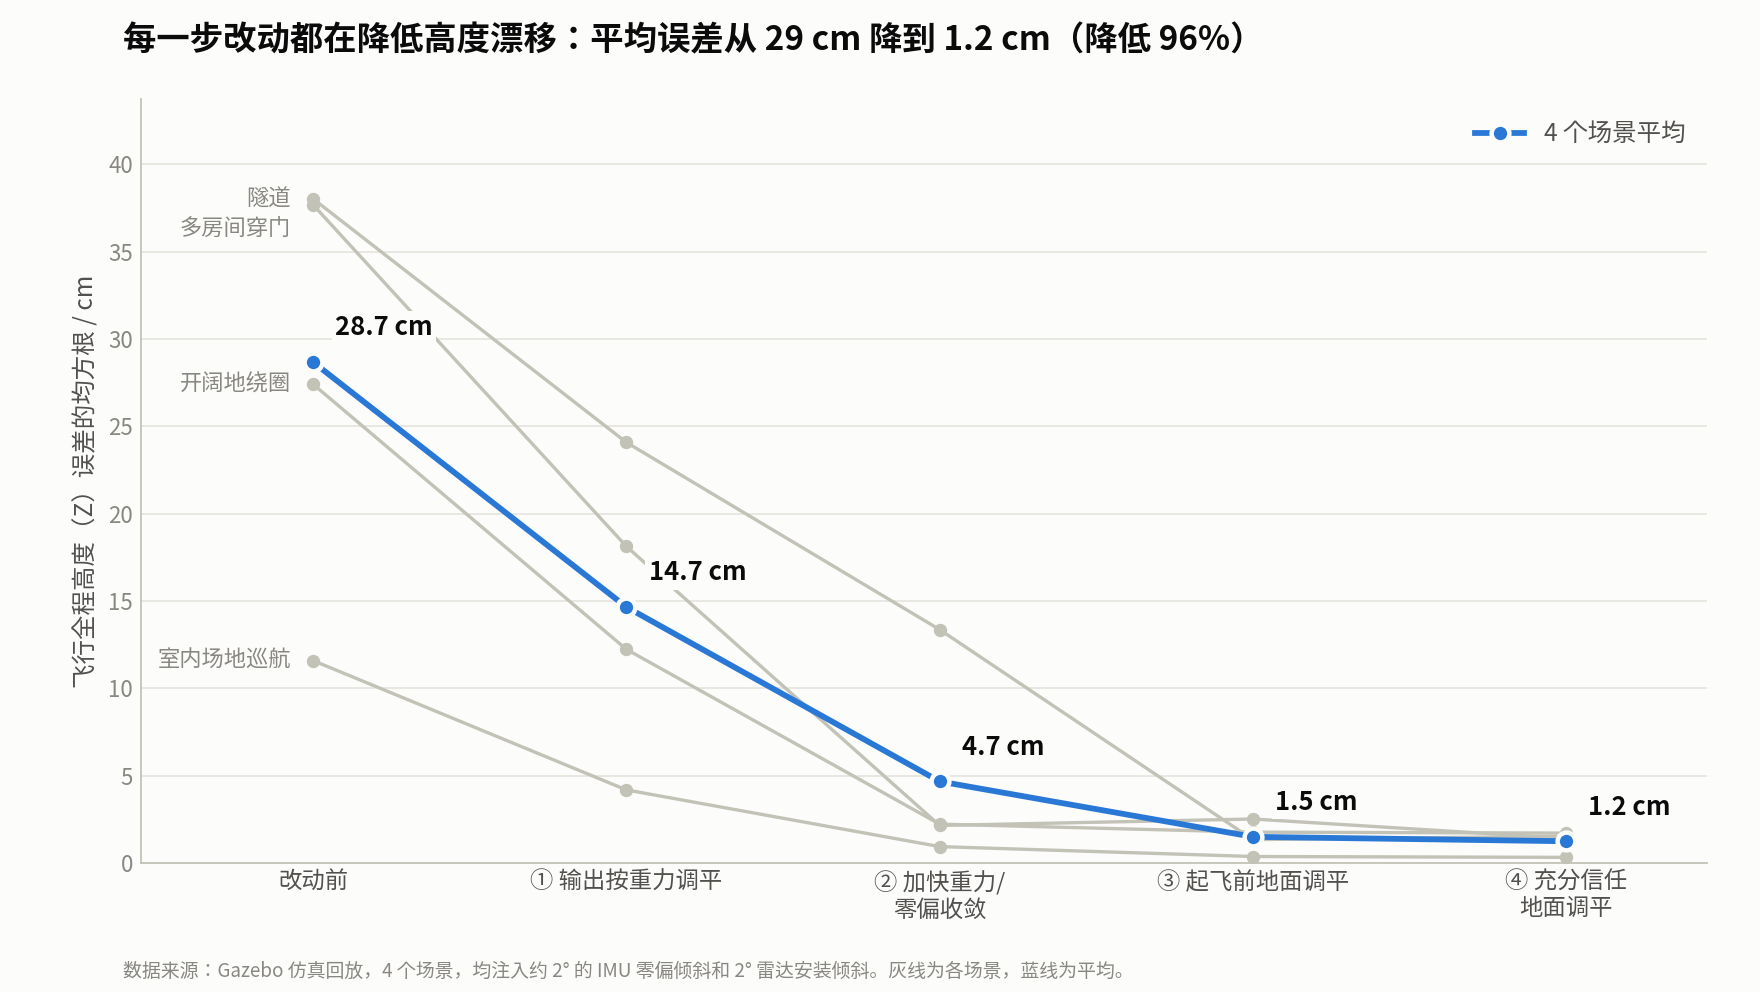 每一步改动都在降低高度漂移：平均误差从 29 cm 降到 1.2 cm（降低 96%）
4 个场景平均
飞行全程高度（Z）误差的均方根 / cm
40
35
30
25
20
15
10
5
0
隧道
多房间穿门
开阔地绕圈
室内场地巡航
28.7 cm
14.7 cm
4.7 cm
1.5 cm
1.2 cm
改动前
① 输出按重力调平
② 加快重力/
零偏收敛
③ 起飞前地面调平
④ 充分信任
地面调平
数据来源：Gazebo 仿真回放，4 个场景，均注入约 2° 的 IMU 零偏倾斜和 2° 雷达安装倾斜。灰线为各场景，蓝线为平均。